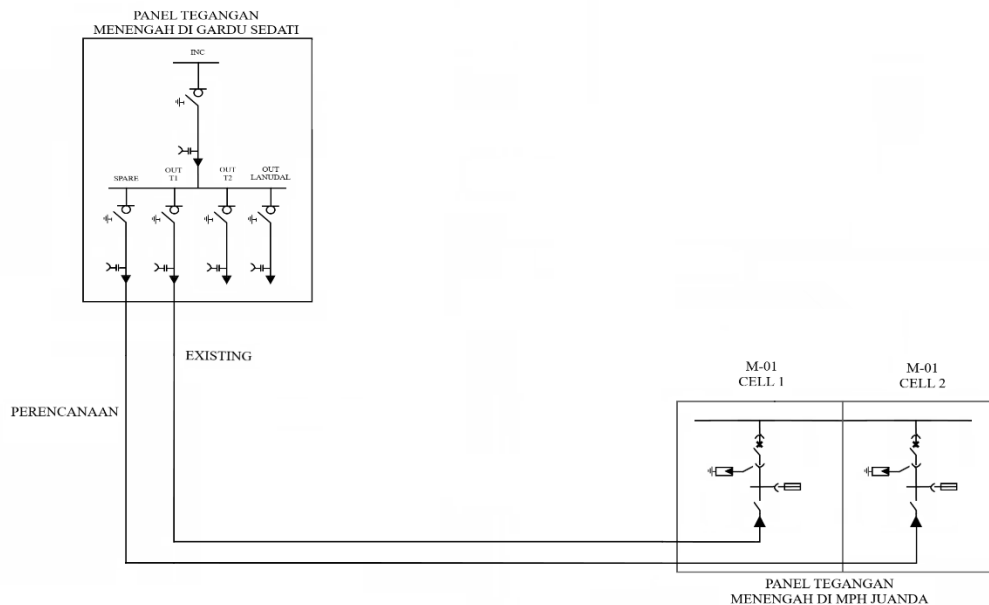 PANEL TEGANGAN
MENENGAH DI GARDU SEDATI
INC
SPARE
OUT
T1
OUT
T2
OUT
LANUDAL
EXISTING
PERENCANAAN
M-01
CELL 1
M-01
CELL 2
PANEL TEGANGAN
MENENGAH DI MPH JUANDA